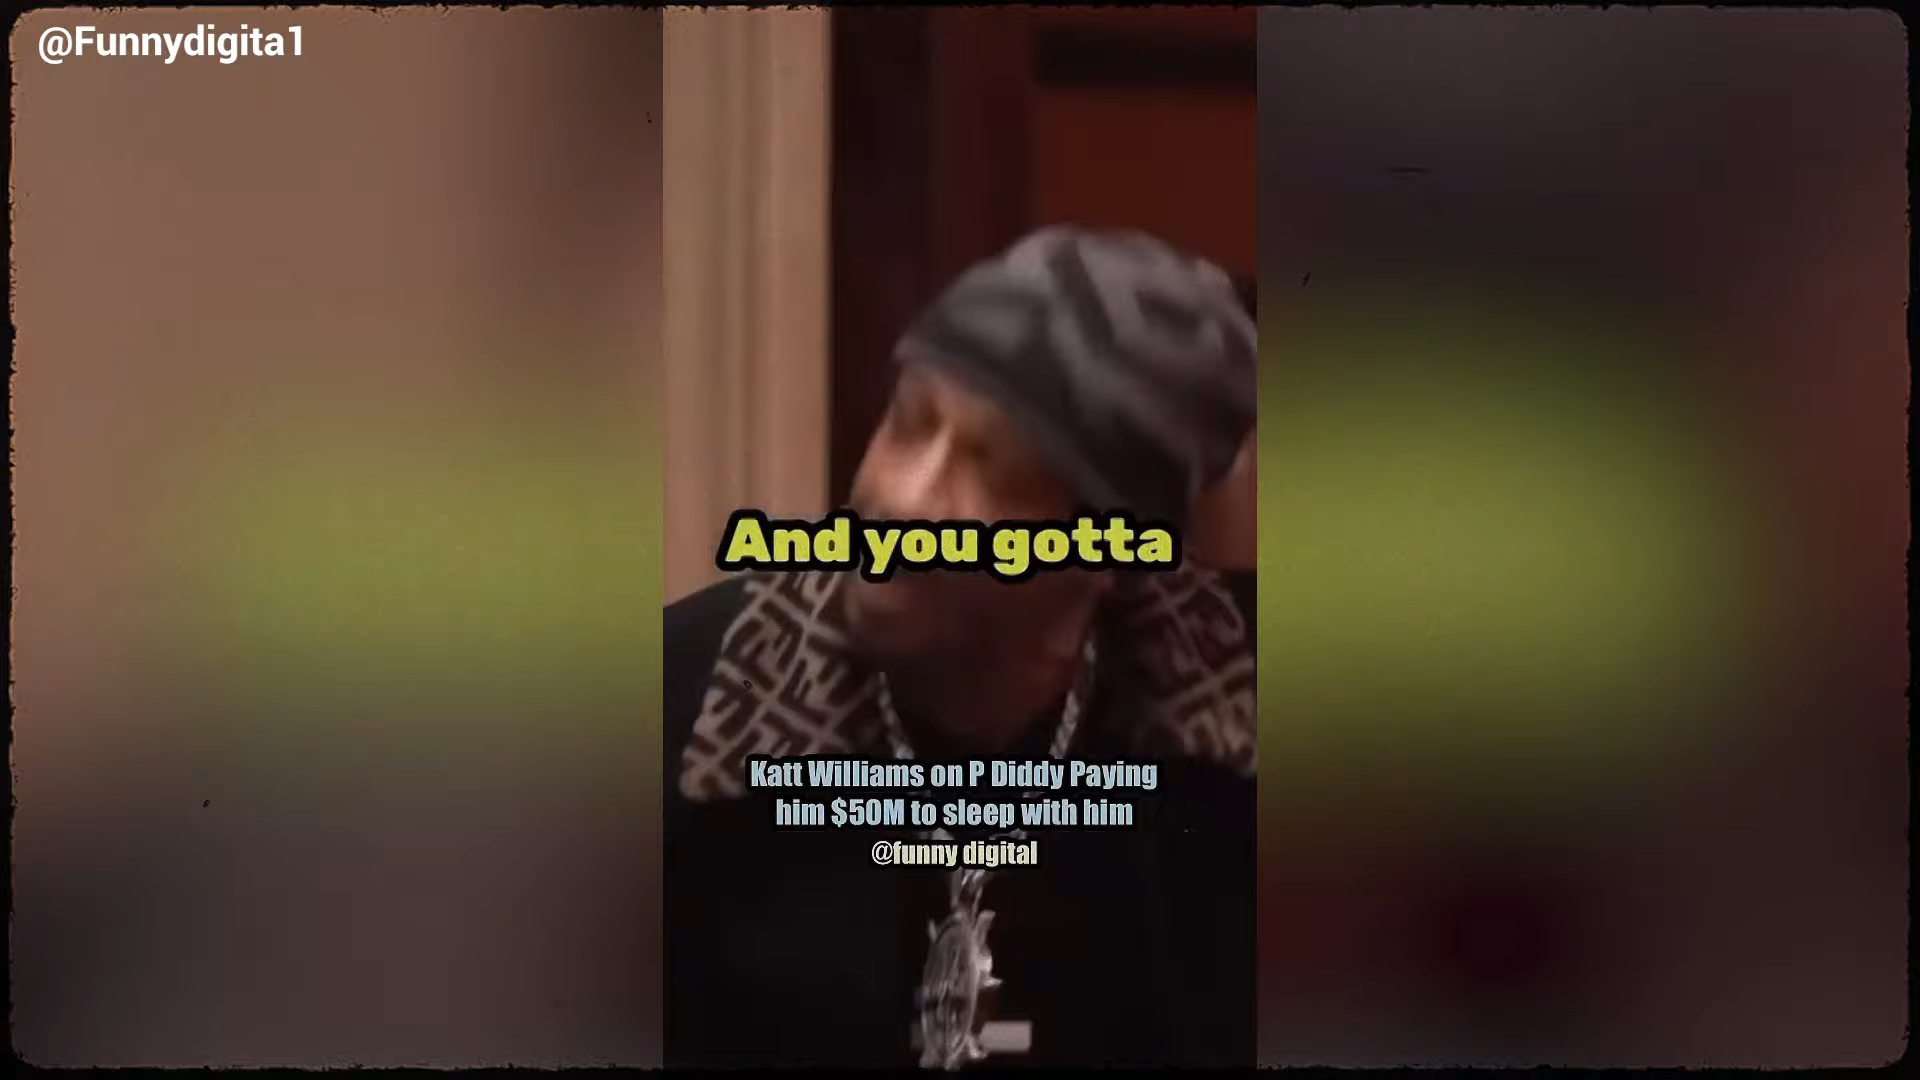 @Funnydigita1
And you gotta
Katt Williams on P Diddy Paying
him $50M to sleep with him
@funny digital